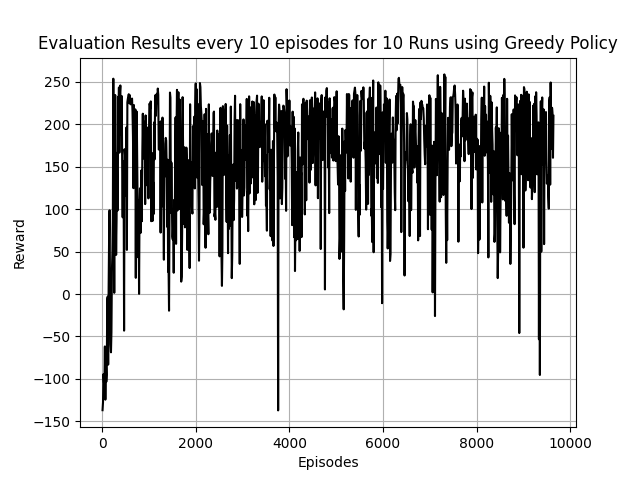 Evaluation Results every 10 episodes for 10 Runs using Greedy Policy
250
200
150
100
50
0
−50
−100
−150
Reward
0 2000 4000 6000 8000 10000
Episodes